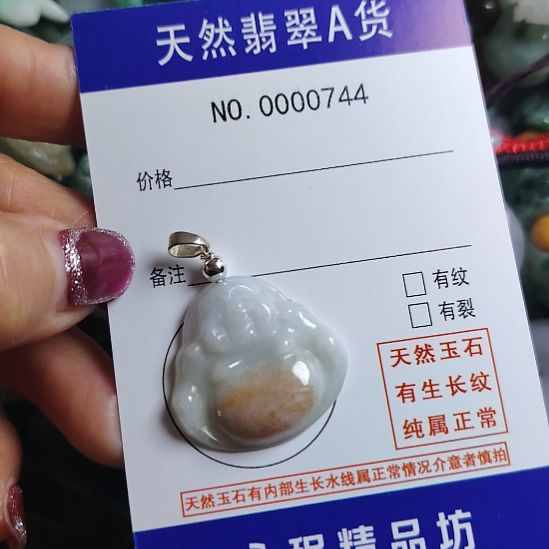 天然翡翠A货
NO. 0000744
价格
备注
有纹
有裂
天然玉石
有生长纹
纯属正常
天然玉石有内部生长水线属正常情况介意者慎拍
精品坊